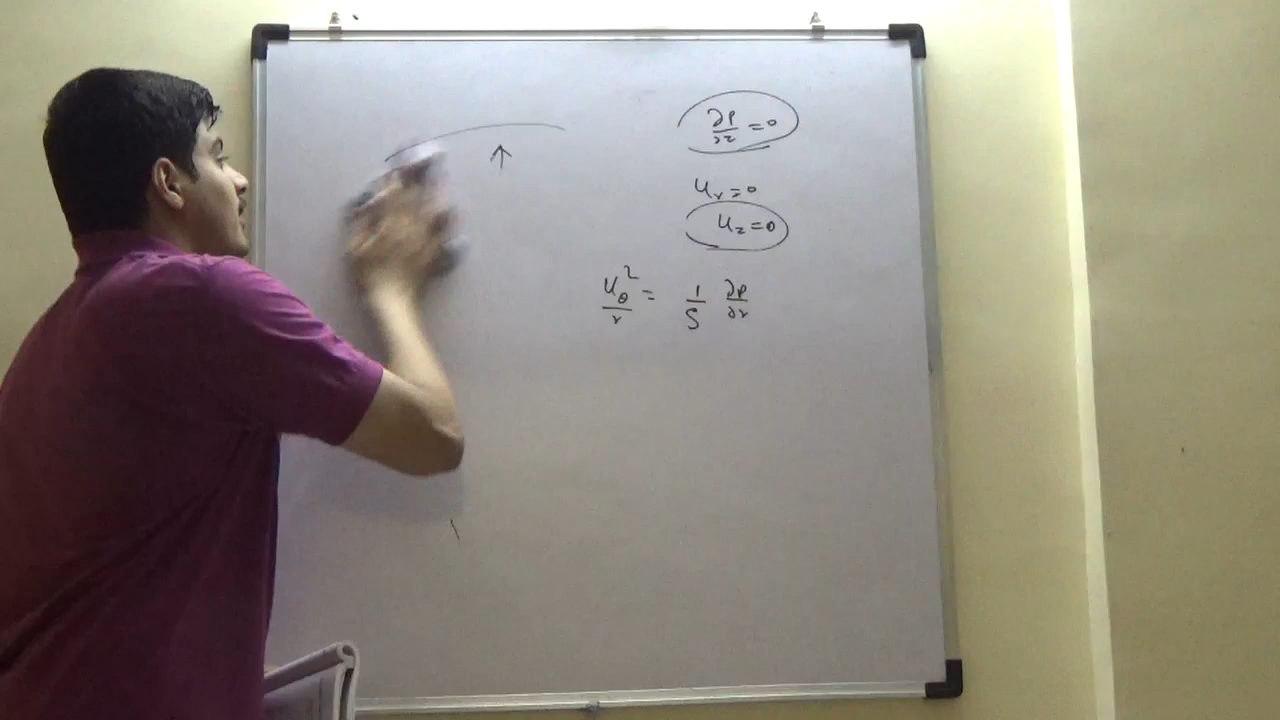 ∂P/∂z = 0
u_r = 0
u_z = 0
u_θ²/r = 1/ρ ∂P/∂r